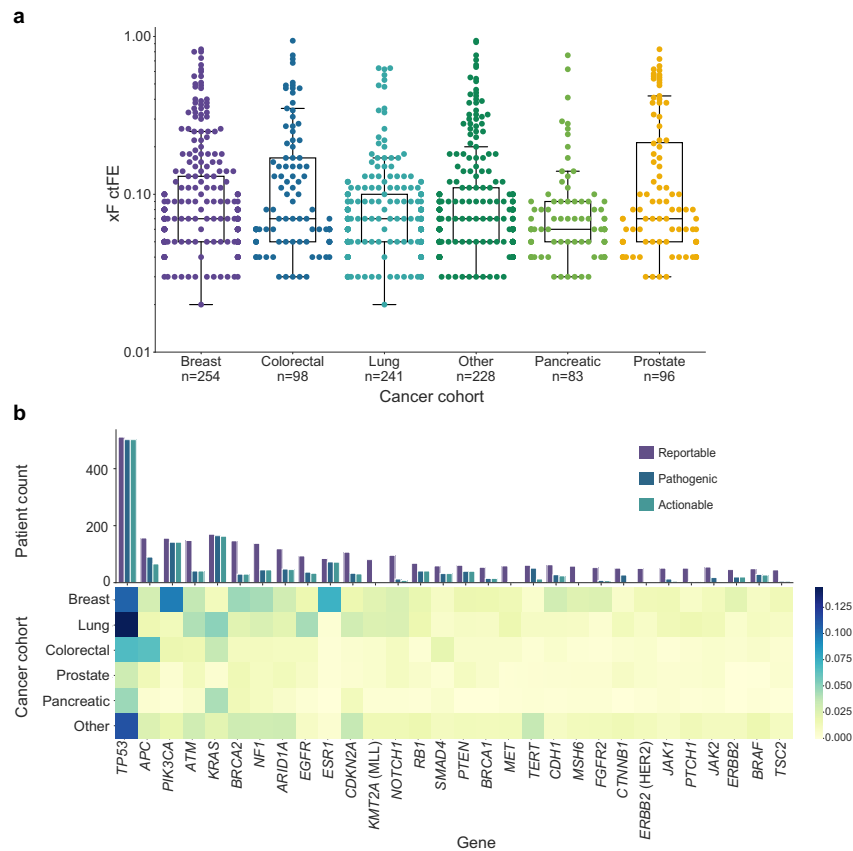 a
1.00
0.10
0.01
xF ctFE
Breast
n=254
Colorectal
n=98
Lung
n=241
Other
n=228
Pancreatic
n=83
Prostate
n=96
Cancer cohort
b
Patient count
400
200
0
Reportable
Pathogenic
Actionable
Cancer cohort
Breast
Lung
Colorectal
Prostate
Pancreatic
Other
0.125
0.100
0.075
0.050
0.025
0.000
TP53
APC
PIK3CA
ATM
KRAS
BRCA2
NF1
ARID1A
EGFR
ESR1
CDKN2A
KMT2A (MLL)
NOTCH1
RB1
SMAD4
PTEN
BRCA1
MET
TERT
CDH1
MSH6
FGFR2
CTNNB1
ERBB2 (HER2)
JAK1
PTCH1
JAK2
ERBB2
BRAF
TSC2
Gene